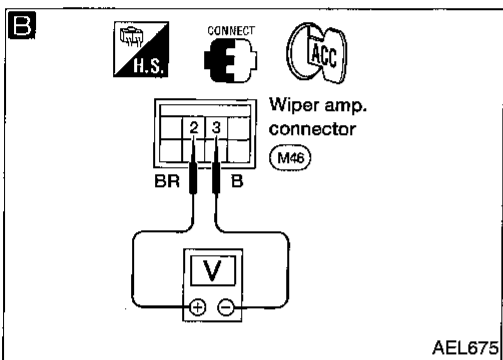 B
H.S.
CONNECT
ACC
Wiper amp.
connector
M46
2 3
BR B
V
+ −
AEL675